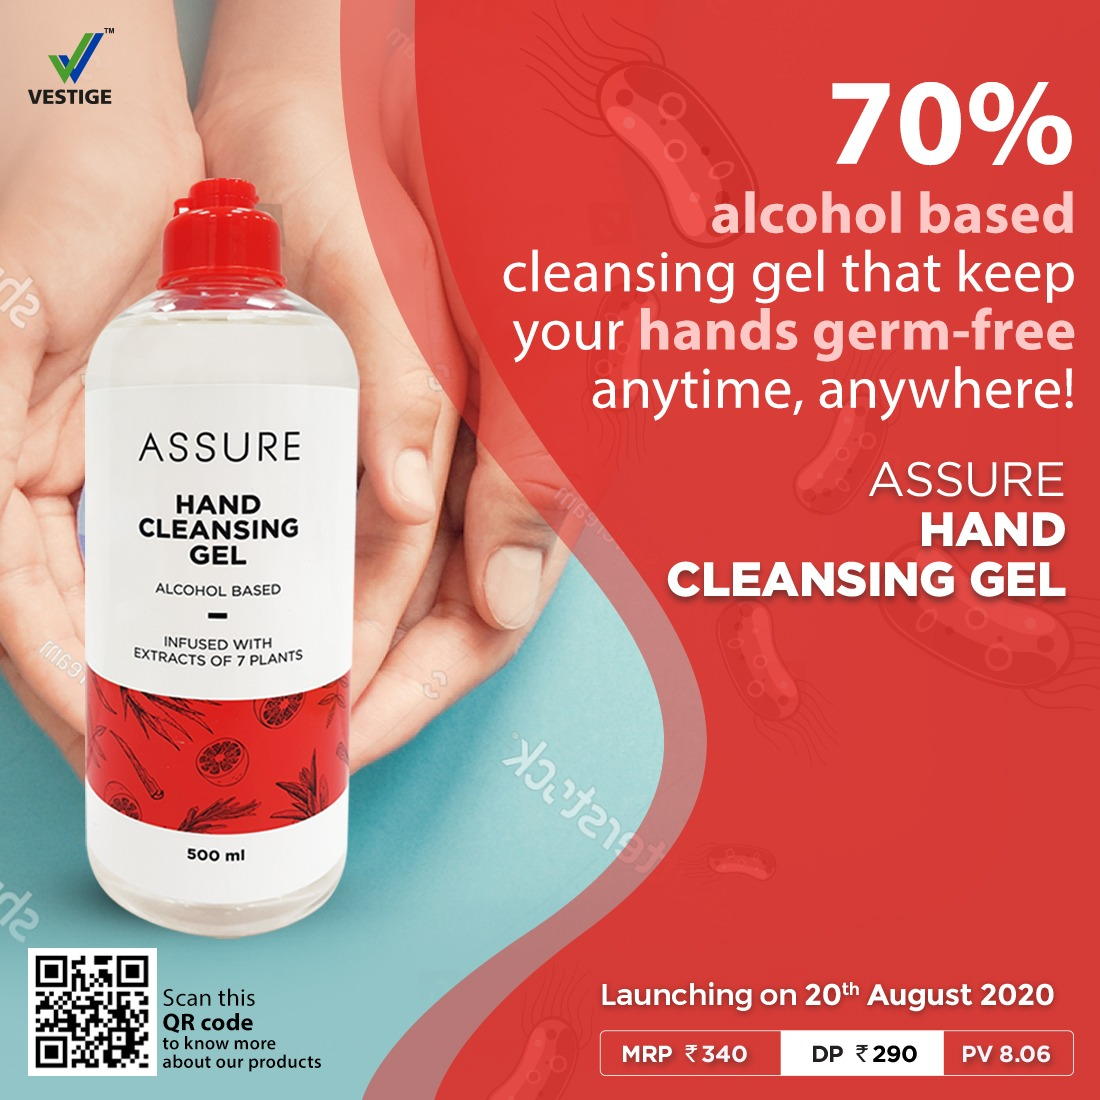 VESTIGE
TM
70%
alcohol based
cleansing gel that keep
your hands germ-free
anytime, anywhere!
ASSURE
HAND
CLEANSING GEL
ASSURE
HAND
CLEANSING
GEL
ALCOHOL BASED
INFUSED WITH
EXTRACTS OF 7 PLANTS
500 ml
Scan this
QR code
to know more
about our products
Launching on 20th August 2020
MRP ₹340 DP ₹290 PV 8.06